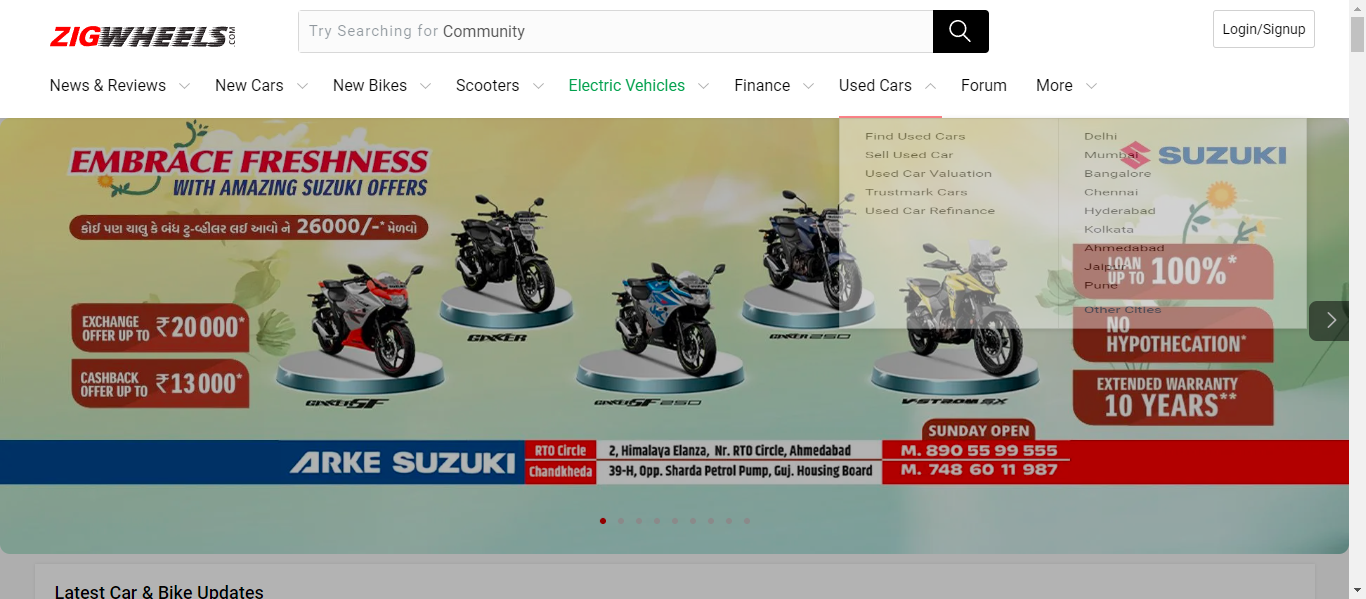 ZIGWHEELS.COM
Try Searching for Community
Login/Signup
News & Reviews
New Cars
New Bikes
Scooters
Electric Vehicles
Finance
Used Cars
Forum
More
Find Used Cars
Sell Used Car
Used Car Valuation
Trustmark Cars
Used Car Refinance
Delhi
Mumbai
Bangalore
Chennai
Hyderabad
Kolkata
Ahmedabad
Jaipur
Pune
Other Cities
EMBRACE FRESHNESS
WITH AMAZING SUZUKI OFFERS
કોઈ પણ ચાલુ કે બંધ ટુ-વ્હીલર લઈ આવો ને 26000/-* મેળવો
SUZUKI
EXCHANGE
OFFER UP TO ₹20000*
CASHBACK
OFFER UP TO ₹13000*
GIXXER
GIXXER SF
GIXXER SF 250
GIXXER 250
V-STROM SX
LOAN
UP TO 100%*
NO
HYPOTHECATION*
EXTENDED WARRANTY
10 YEARS**
SUNDAY OPEN
ARKE SUZUKI
RTO Circle 2, Himalaya Elanza, Nr. RTO Circle, Ahmedabad M. 890 55 99 555
Chandkheda 39-H, Opp. Sharda Petrol Pump, Guj. Housing Board M. 748 60 11 987
Latest Car & Bike Updates